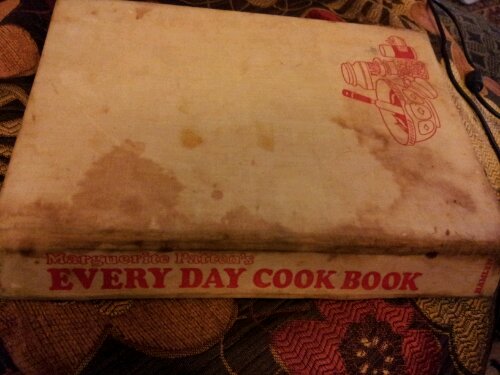 Marguerite Patten's
EVERY DAY COOK BOOK